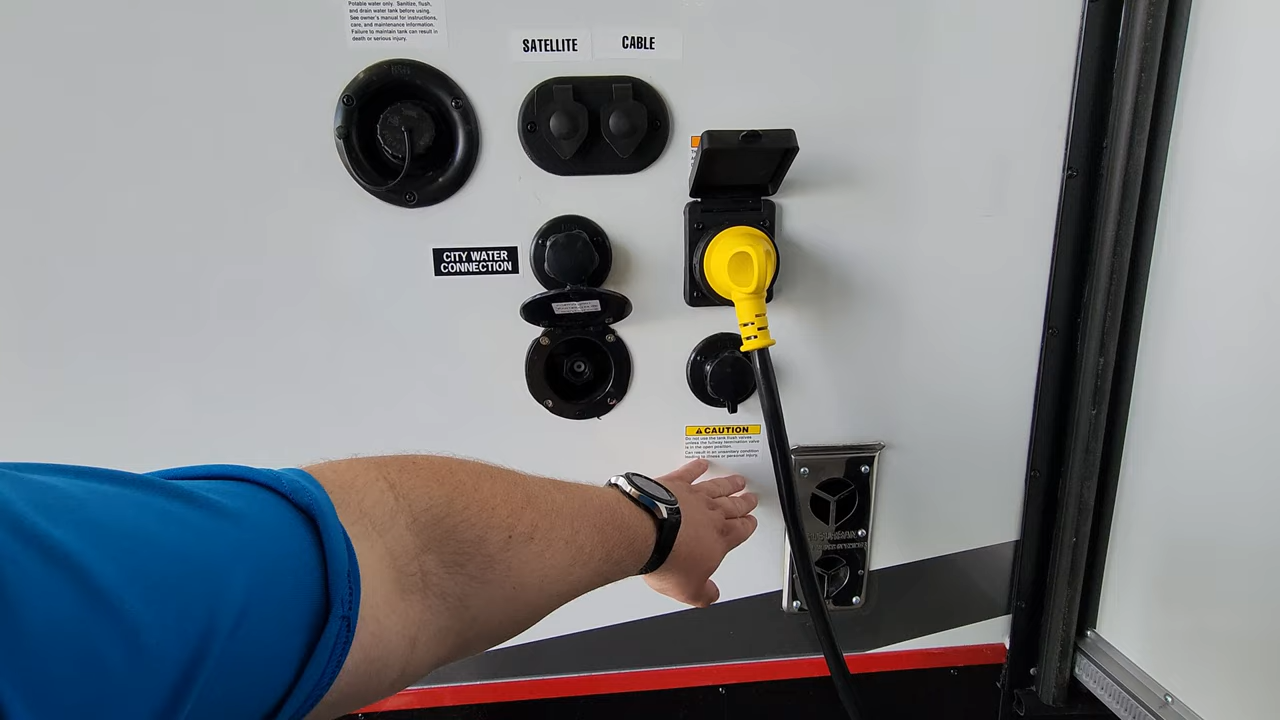 Potable water only. Sanitize, flush,
and drain water tank before using.
See owner's manual for instructions,
care, and maintenance information.
Failure to maintain tank can result in
death or serious injury.
SATELLITE
CABLE
CITY WATER
CONNECTION
CAUTION
Do not use the tank flush valves
unless the fullway termination valve
is in the open position.
Can result in an unsanitary condition
leading to illness or personal injury.